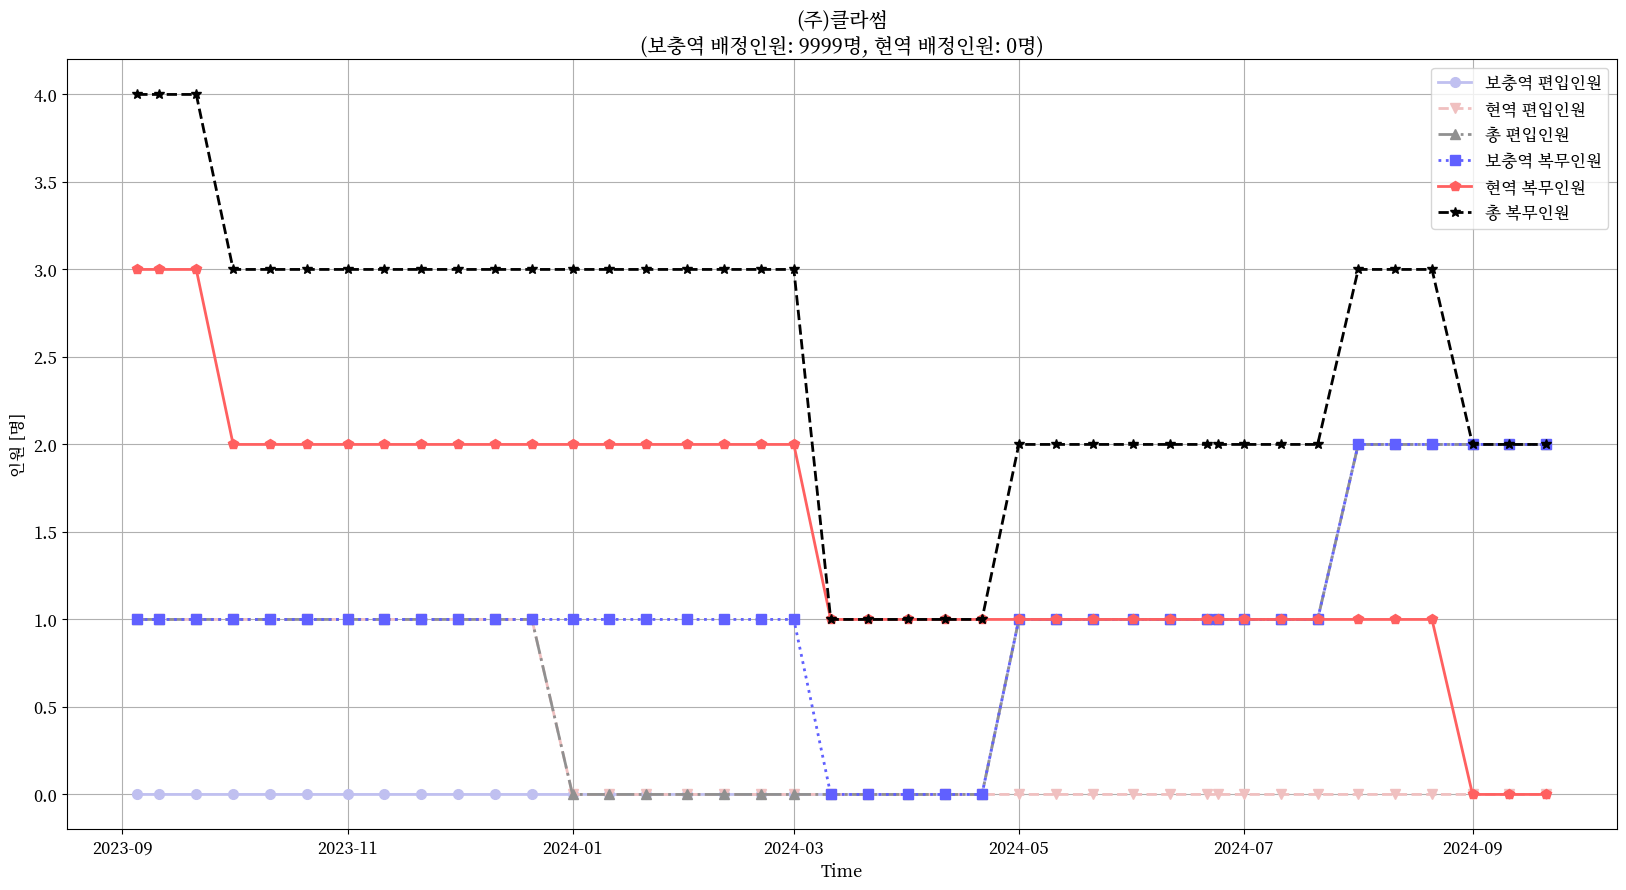 (주)클라썸
(보충역 배정인원: 9999명, 현역 배정인원: 0명)
보충역 편입인원
현역 편입인원
총 편입인원
보충역 복무인원
현역 복무인원
총 복무인원
인원 [명]
4.0
3.5
3.0
2.5
2.0
1.5
1.0
0.5
0.0
2023-09
2023-11
2024-01
2024-03
2024-05
2024-07
2024-09
Time